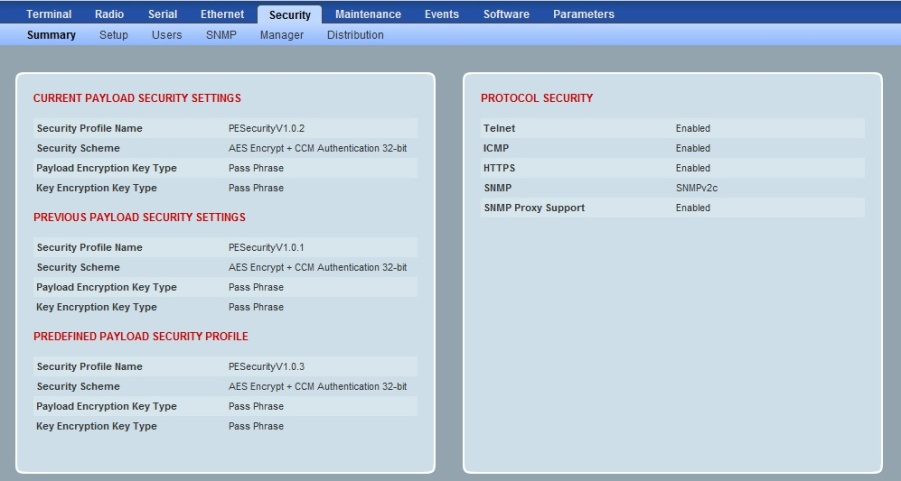 Terminal Radio Serial Ethernet Security Maintenance Events Software Parameters
Summary Setup Users SNMP Manager Distribution
CURRENT PAYLOAD SECURITY SETTINGS
Security Profile Name PESecurityV1.0.2
Security Scheme AES Encrypt + CCM Authentication 32-bit
Payload Encryption Key Type Pass Phrase
Key Encryption Key Type Pass Phrase
PREVIOUS PAYLOAD SECURITY SETTINGS
Security Profile Name PESecurityV1.0.1
Security Scheme AES Encrypt + CCM Authentication 32-bit
Payload Encryption Key Type Pass Phrase
Key Encryption Key Type Pass Phrase
PREDEFINED PAYLOAD SECURITY PROFILE
Security Profile Name PESecurityV1.0.3
Security Scheme AES Encrypt + CCM Authentication 32-bit
Payload Encryption Key Type Pass Phrase
Key Encryption Key Type Pass Phrase
PROTOCOL SECURITY
Telnet Enabled
ICMP Enabled
HTTPS Enabled
SNMP SNMPv2c
SNMP Proxy Support Enabled